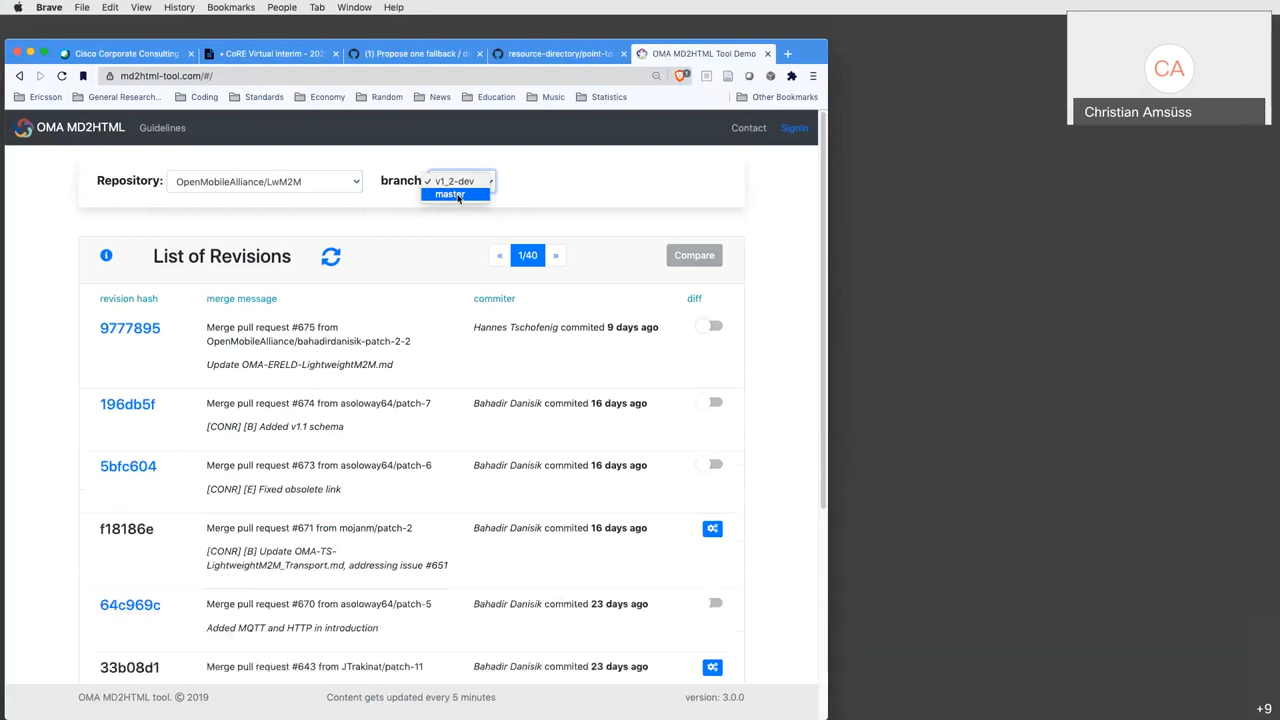 Brave File Edit View History Bookmarks People Tab Window Help
Cisco Corporate Consulting
• CoRE Virtual interim - 202
(1) Propose one fallback / d
resource-directory/point-to
OMA MD2HTML Tool Demo
md2html-tool.com/#/
1
Ericsson General Research... Coding Standards Economy Random News Education Music Statistics Other Bookmarks
OMA MD2HTML Guidelines Contact SignIn
Repository: OpenMobileAlliance/LwM2M branch ✓ v1_2-dev
master
List of Revisions « 1/40 » Compare
revision hash merge message commiter diff
9777895 Merge pull request #675 from Hannes Tschofenig commited 9 days ago
OpenMobileAlliance/bahadirdanisik-patch-2-2
Update OMA-ERELD-LightweightM2M.md
196db5f Merge pull request #674 from asoloway64/patch-7 Bahadir Danisik commited 16 days ago
[CONR] [B] Added v1.1 schema
5bfc604 Merge pull request #673 from asoloway64/patch-6 Bahadir Danisik commited 16 days ago
[CONR] [E] Fixed obsolete link
f18186e Merge pull request #671 from mojanm/patch-2 Bahadir Danisik commited 16 days ago
[CONR] [B] Update OMA-TS-
LightweightM2M_Transport.md, addressing issue #651
64c969c Merge pull request #670 from asoloway64/patch-5 Bahadir Danisik commited 23 days ago
Added MQTT and HTTP in introduction
33b08d1 Merge pull request #643 from JTrakinat/patch-11 Bahadir Danisik commited 23 days ago
OMA MD2HTML tool. © 2019 Content gets updated every 5 minutes version: 3.0.0
CA
Christian Amsüss
+9